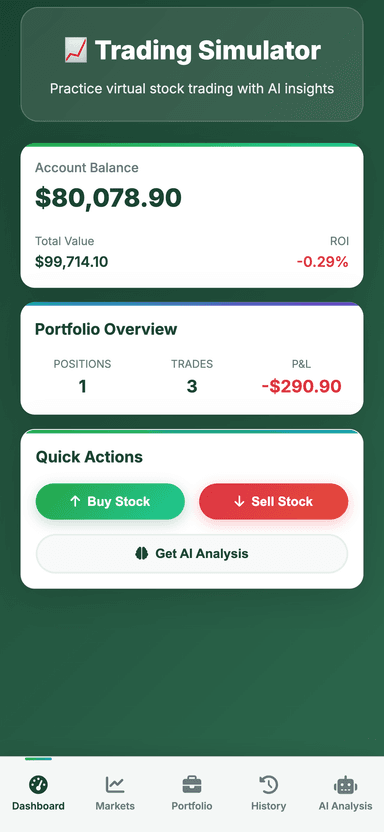 📈 Trading Simulator
Practice virtual stock trading with AI insights
Account Balance
$80,078.90
Total Value ROI
$99,714.10 -0.29%
Portfolio Overview
POSITIONS TRADES P&L
1 3 -$290.90
Quick Actions
↑ Buy Stock ↓ Sell Stock
Get AI Analysis
Dashboard Markets Portfolio History AI Analysis